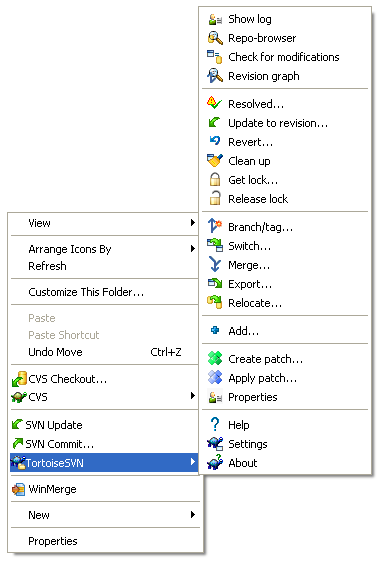 View
Arrange Icons By
Refresh
Customize This Folder...
Paste
Paste Shortcut
Undo Move Ctrl+Z
CVS Checkout...
CVS
SVN Update
SVN Commit...
TortoiseSVN
WinMerge
New
Properties
Show log
Repo-browser
Check for modifications
Revision graph
Resolved...
Update to revision...
Revert...
Clean up
Get lock...
Release lock
Branch/tag...
Switch...
Merge...
Export...
Relocate...
Add...
Create patch...
Apply patch...
Properties
Help
Settings
About